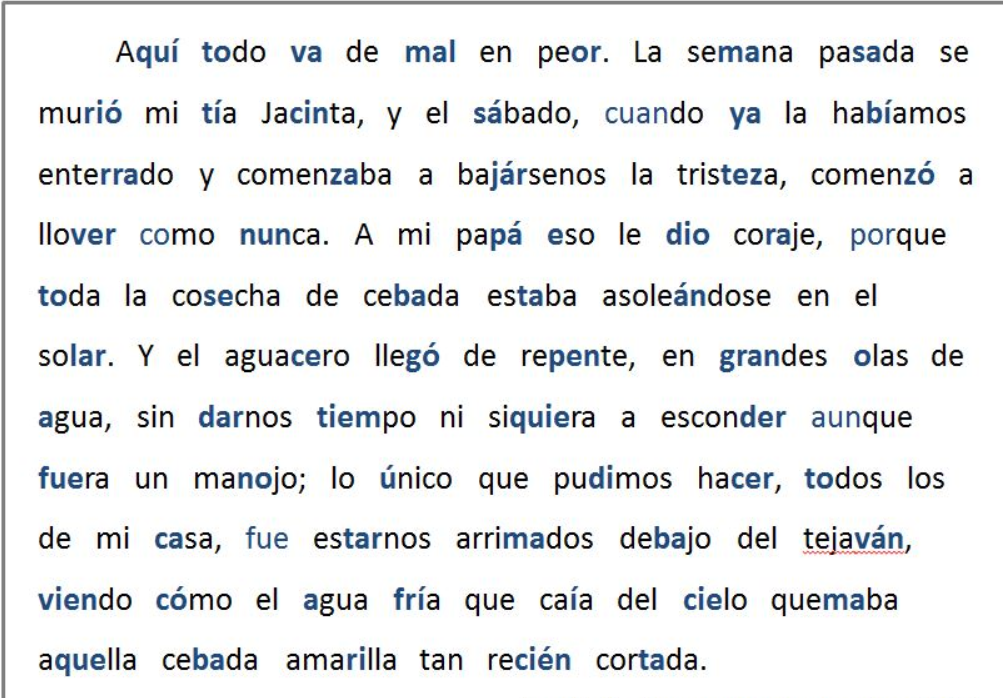 Aquí todo va de mal en peor. La semana pasada se
murió mi tía Jacinta, y el sábado, cuando ya la habíamos
enterrado y comenzaba a bajársenos la tristeza, comenzó a
llover como nunca. A mi papá eso le dio coraje, porque
toda la cosecha de cebada estaba asoleándose en el
solar. Y el aguacero llegó de repente, en grandes olas de
agua, sin darnos tiempo ni siquiera a esconder aunque
fuera un manojo; lo único que pudimos hacer, todos los
de mi casa, fue estarnos arrimados debajo del tejaván,
viendo cómo el agua fría que caía del cielo quemaba
aquella cebada amarilla tan recién cortada.